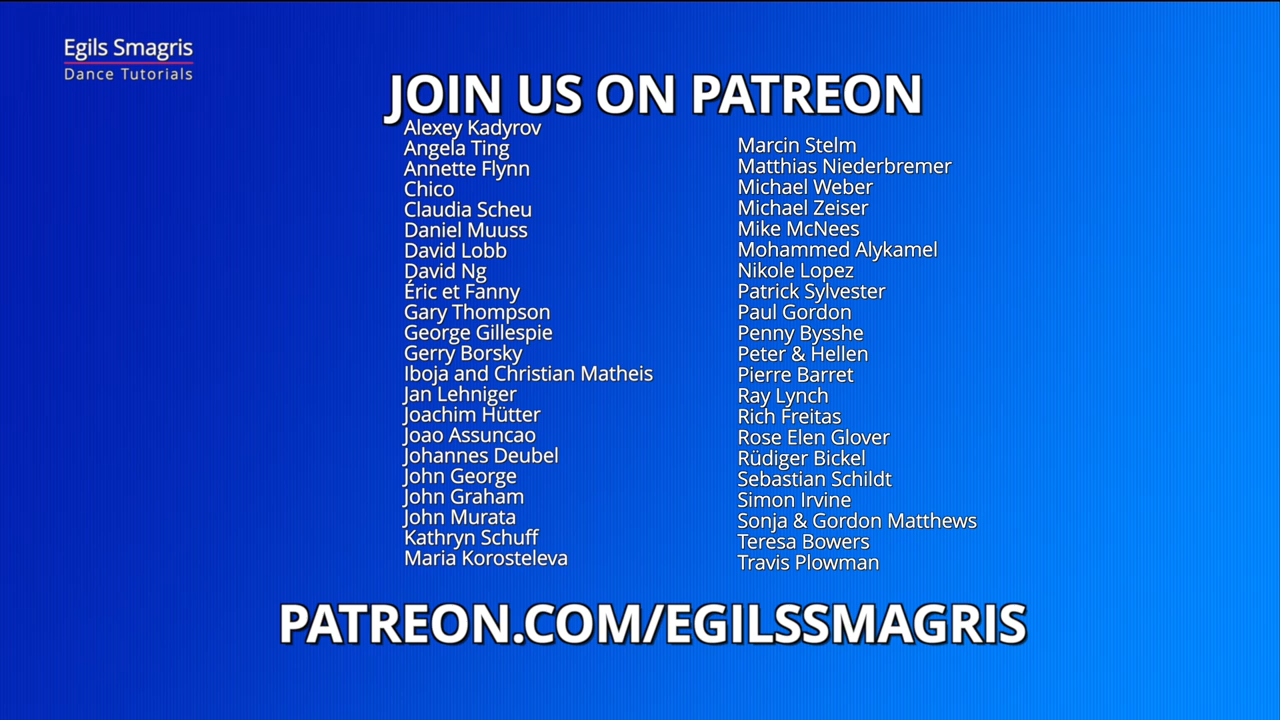 Egils Smagris
Dance Tutorials
JOIN US ON PATREON
Alexey Kadyrov
Angela Ting
Annette Flynn
Chico
Claudia Scheu
Daniel Muuss
David Lobb
David Ng
Éric et Fanny
Gary Thompson
George Gillespie
Gerry Borsky
Iboja and Christian Matheis
Jan Lehniger
Joachim Hütter
Joao Assuncao
Johannes Deubel
John George
John Graham
John Murata
Kathryn Schuff
Maria Korosteleva
Marcin Stelm
Matthias Niederbremer
Michael Weber
Michael Zeiser
Mike McNees
Mohammed Alykamel
Nikole Lopez
Patrick Sylvester
Paul Gordon
Penny Bysshe
Peter & Hellen
Pierre Barret
Ray Lynch
Rich Freitas
Rose Elen Glover
Rüdiger Bickel
Sebastian Schildt
Simon Irvine
Sonja & Gordon Matthews
Teresa Bowers
Travis Plowman
PATREON.COM/EGILSSMAGRIS